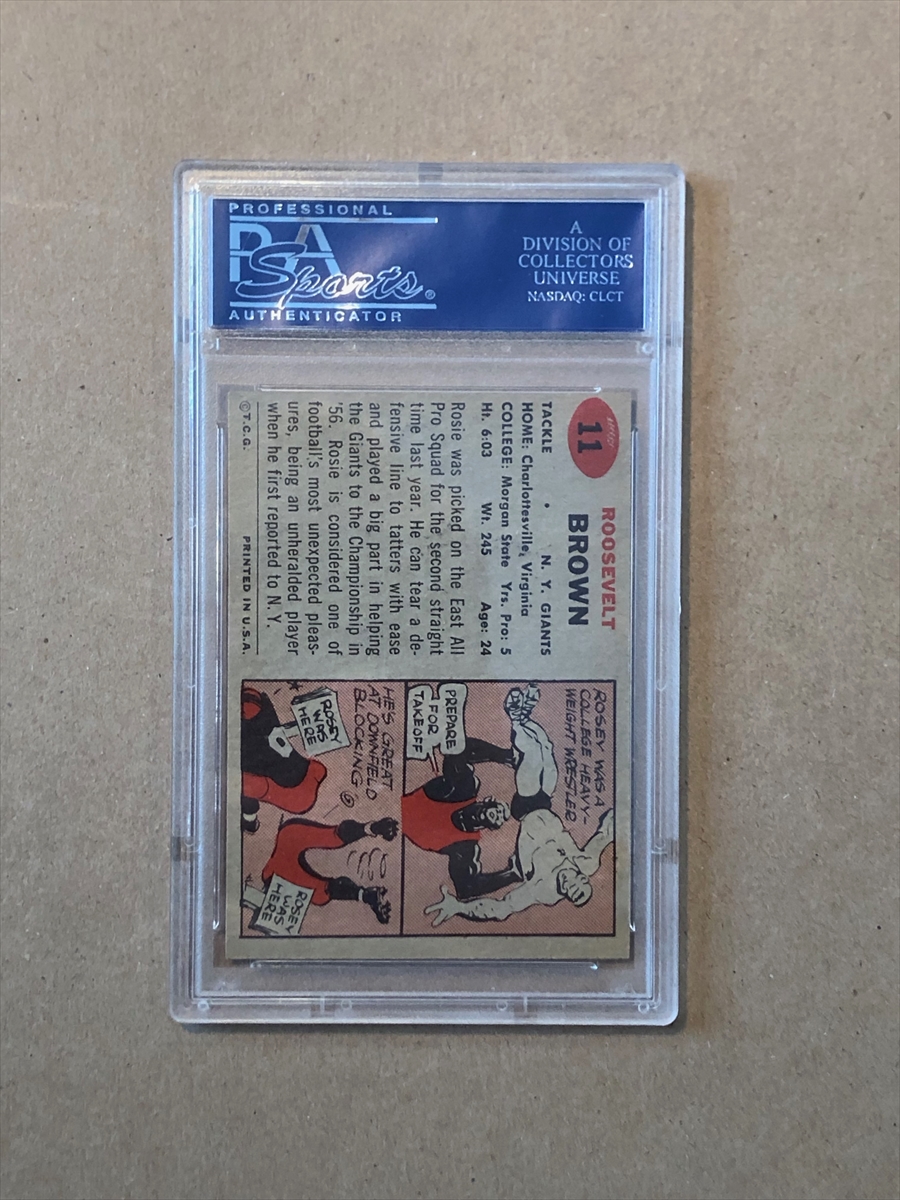 PROFESSIONAL
PSA
Sports®
AUTHENTICATOR
A
DIVISION OF
COLLECTORS
UNIVERSE
NASDAQ: CLCT
11
ROOSEVELT
BROWN
TACKLE • N. Y. GIANTS
HOME: Charlottesville, Virginia
COLLEGE: Morgan State Yrs. Pro: 5
Ht. 6:03 Wt. 245 Age: 24
Rosie was picked on the East All
Pro Squad for the second straight
time last year. He can tear a de-
fensive line to tatters with ease
and played a big part in helping
the Giants to the Championship in
'56. Rosie is considered one of
football's most unexpected pleas-
ures, being an unheralded player
when he first reported to N. Y.
©T.C.G. PRINTED IN U.S.A.
ROSEY WAS A
COLLEGE HEAVY-
WEIGHT WRESTLER
PREPARE
FOR
TAKEOFF
HE'S GREAT
AT DOWNFIELD
BLOCKING
ROSEY
WAS
HERE
ROSEY
WAS
HERE